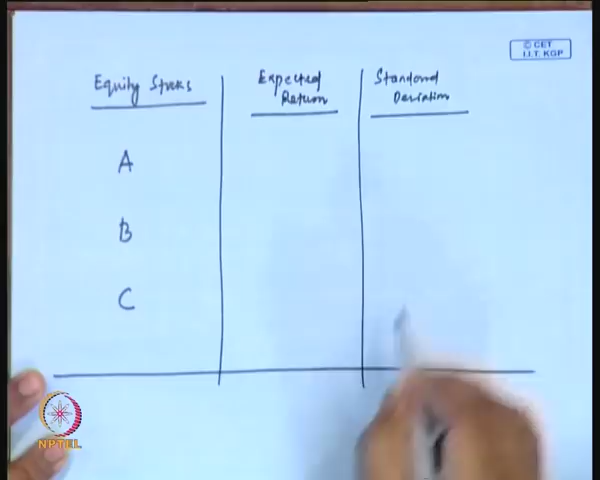 © CET
I.I.T. KGP
Equity Stocks
Expected
Return
Standard
Deviation
A
B
C
NPTEL